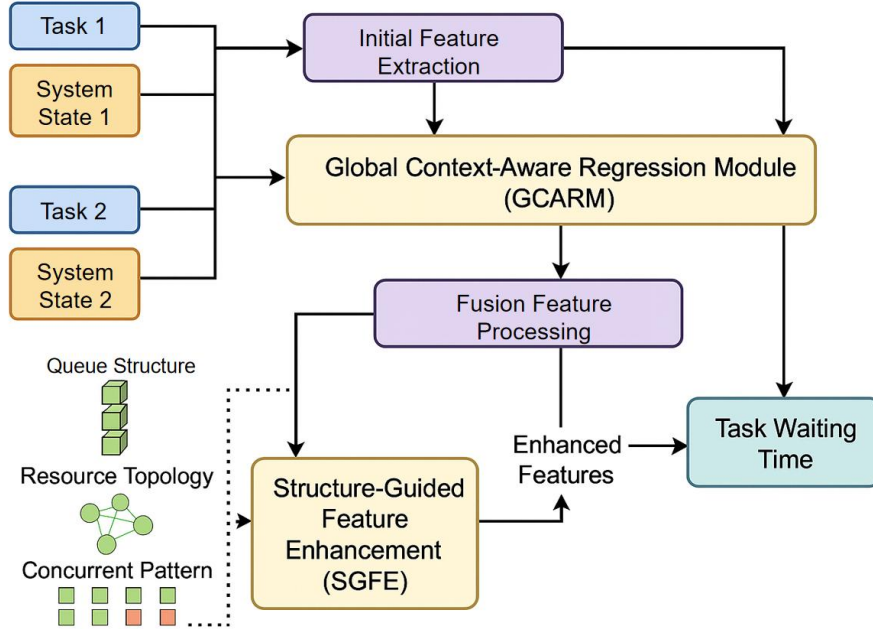 Task 1
System
State 1
Task 2
System
State 2
Initial Feature
Extraction
Global Context-Aware Regression Module
(GCARM)
Fusion Feature
Processing
Queue Structure
Resource Topology
Concurrent Pattern
Structure-Guided
Feature
Enhancement
(SGFE)
Enhanced
Features
Task Waiting
Time